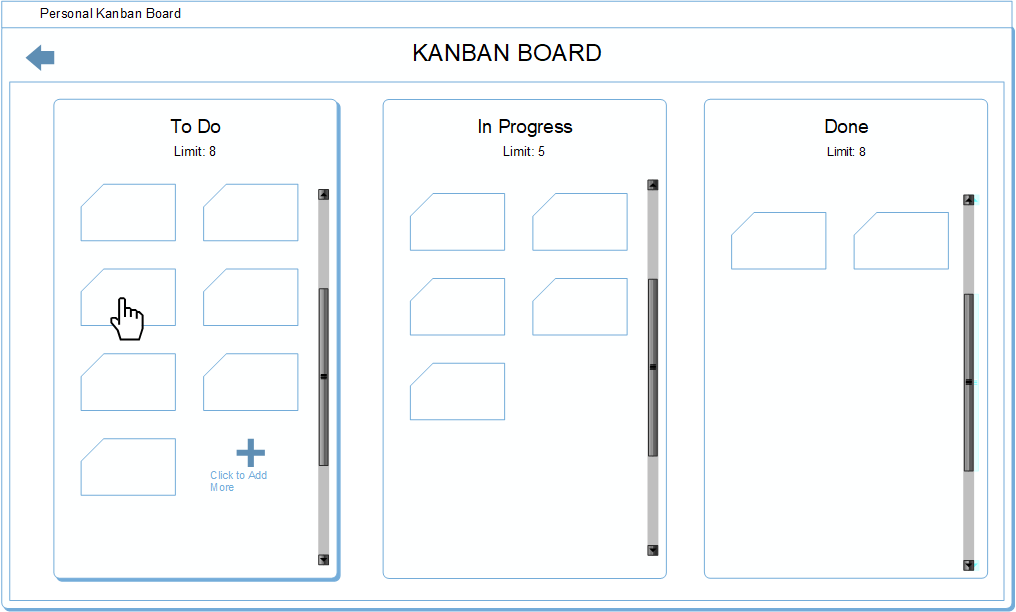 Personal Kanban Board
KANBAN BOARD
To Do
Limit: 8
Click to Add
More
In Progress
Limit: 5
Done
Limit: 8